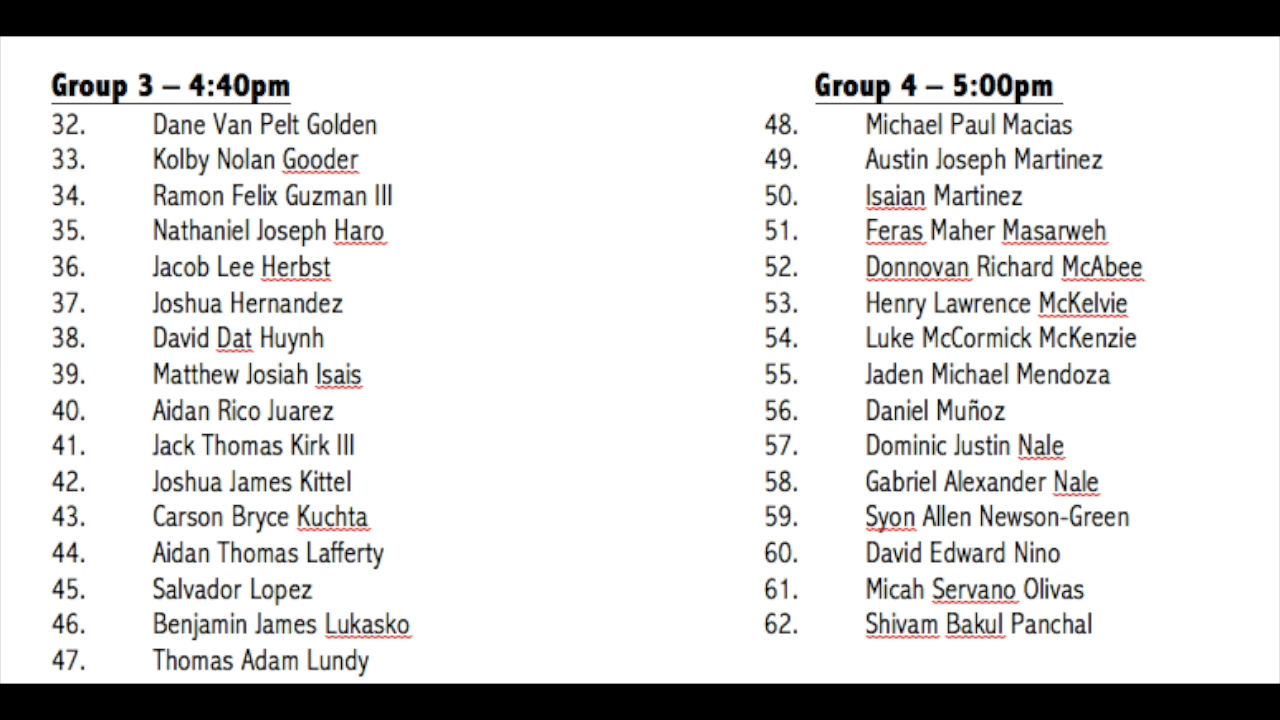 Group 3 – 4:40pm
32. Dane Van Pelt Golden
33. Kolby Nolan Gooder
34. Ramon Felix Guzman III
35. Nathaniel Joseph Haro
36. Jacob Lee Herbst
37. Joshua Hernandez
38. David Dat Huynh
39. Matthew Josiah Isais
40. Aidan Rico Juarez
41. Jack Thomas Kirk III
42. Joshua James Kittel
43. Carson Bryce Kuchta
44. Aidan Thomas Lafferty
45. Salvador Lopez
46. Benjamin James Lukasko
47. Thomas Adam Lundy
Group 4 – 5:00pm
48. Michael Paul Macias
49. Austin Joseph Martinez
50. Isaian Martinez
51. Feras Maher Masarweh
52. Donnovan Richard McAbee
53. Henry Lawrence McKelvie
54. Luke McCormick McKenzie
55. Jaden Michael Mendoza
56. Daniel Muñoz
57. Dominic Justin Nale
58. Gabriel Alexander Nale
59. Syon Allen Newson-Green
60. David Edward Nino
61. Micah Servano Olivas
62. Shivam Bakul Panchal